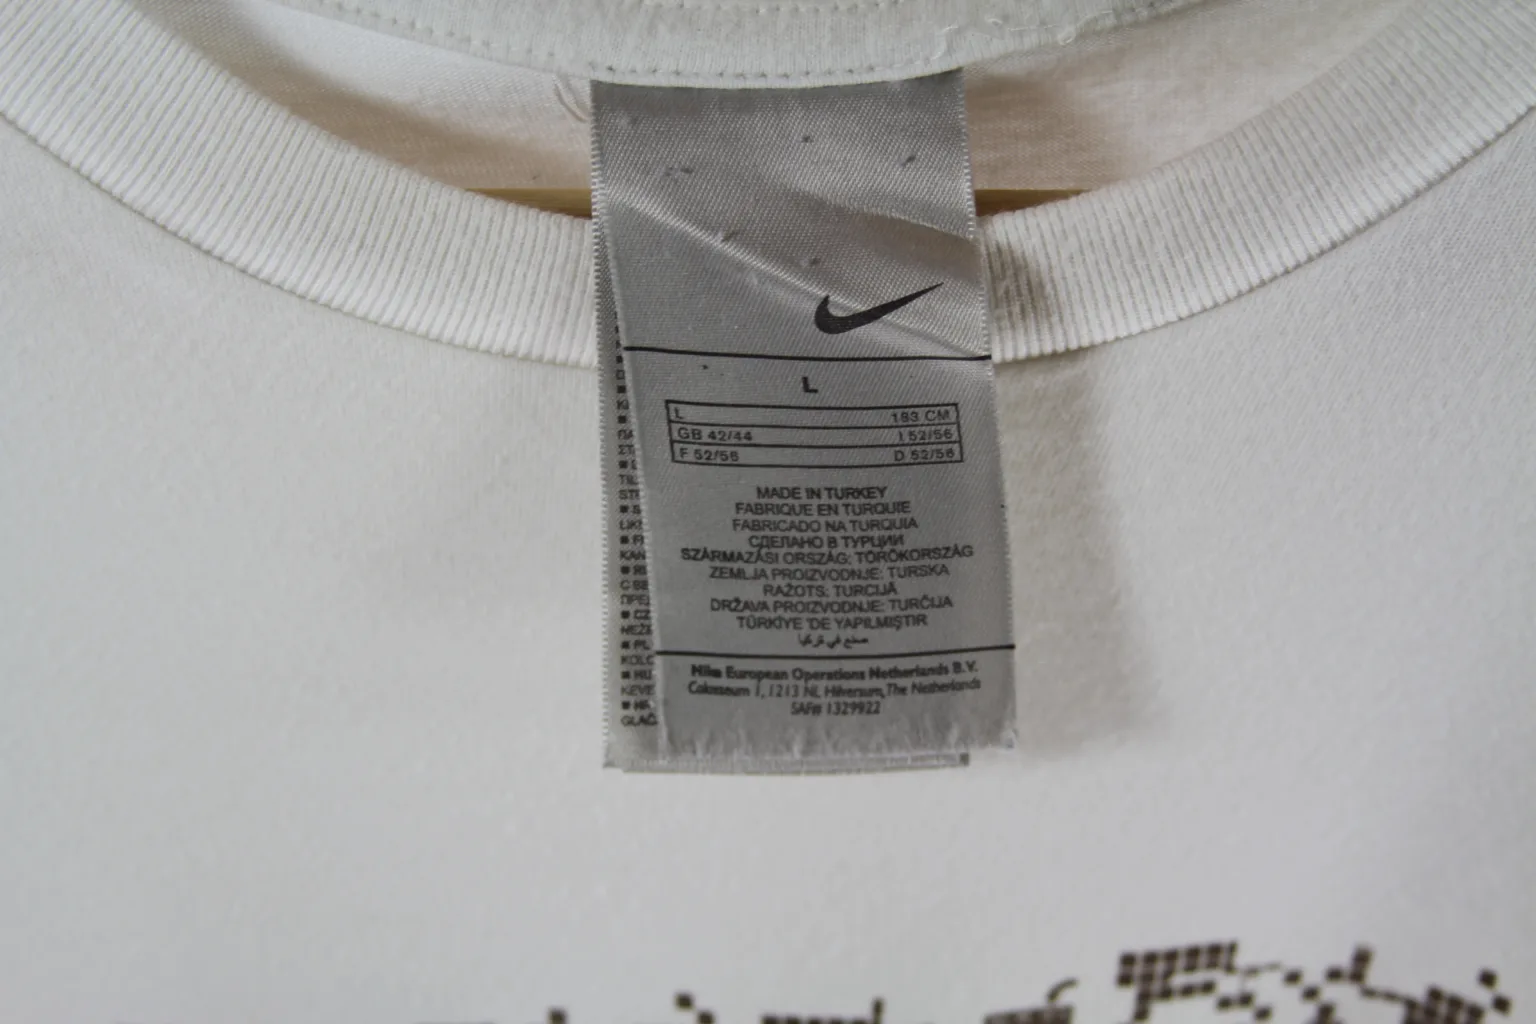 L
L 183 CM
GB 42/44 I 52/56
F 52/56 D 52/56
MADE IN TURKEY
FABRIQUE EN TURQUIE
FABRICADO NA TURQUIA
СДЕЛАНО В ТУРЦИИ
SZÁRMAZÁSI ORSZÁG: TÖRÖKORSZÁG
ZEMLJA PROIZVODNJE: TURSKA
RAŽOTS: TURCIJĀ
DRŽAVA PROIZVODNJE: TURČIJA
TÜRKİYE 'DE YAPILMIŞTIR
صنع في تركيا
Nike European Operations Netherlands B.V.
Colosseum 1, 1213 NL Hilversum, The Netherlands
SAF# 1329922